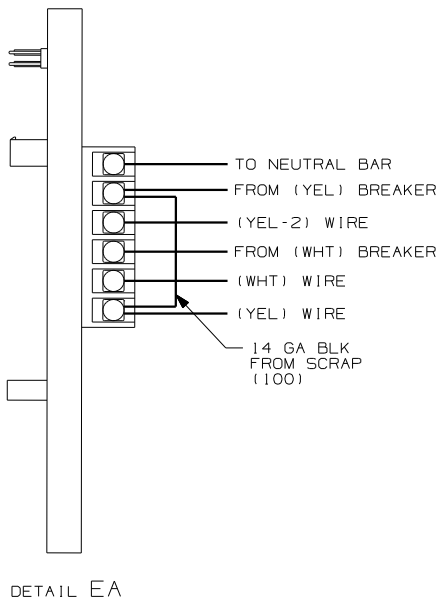 TO NEUTRAL BAR
FROM (YEL) BREAKER
(YEL-2) WIRE
FROM (WHT) BREAKER
(WHT) WIRE
(YEL) WIRE
14 GA BLK
FROM SCRAP
(100)
DETAIL EA